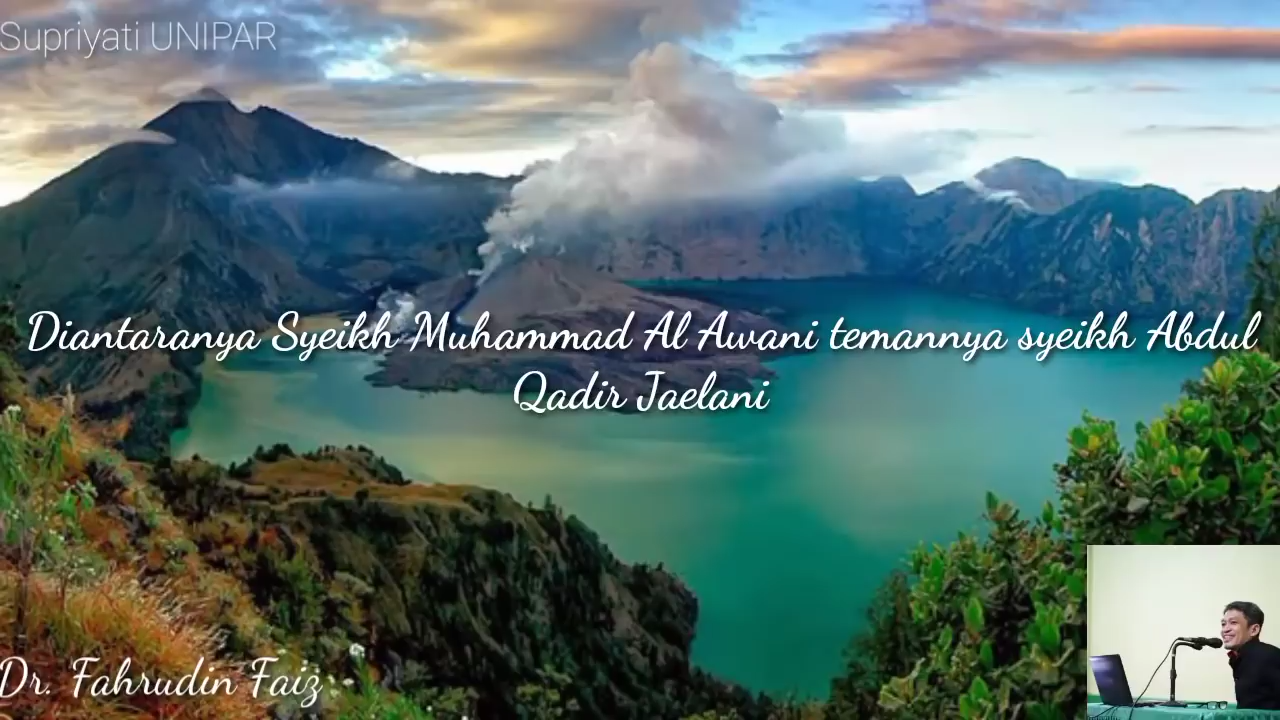 Supriyati UNIPAR
Diantaranya Syeikh Muhammad Al Awani temannya syeikh Abdul
Qadir Jaelani
Dr. Fahrudin Faiz